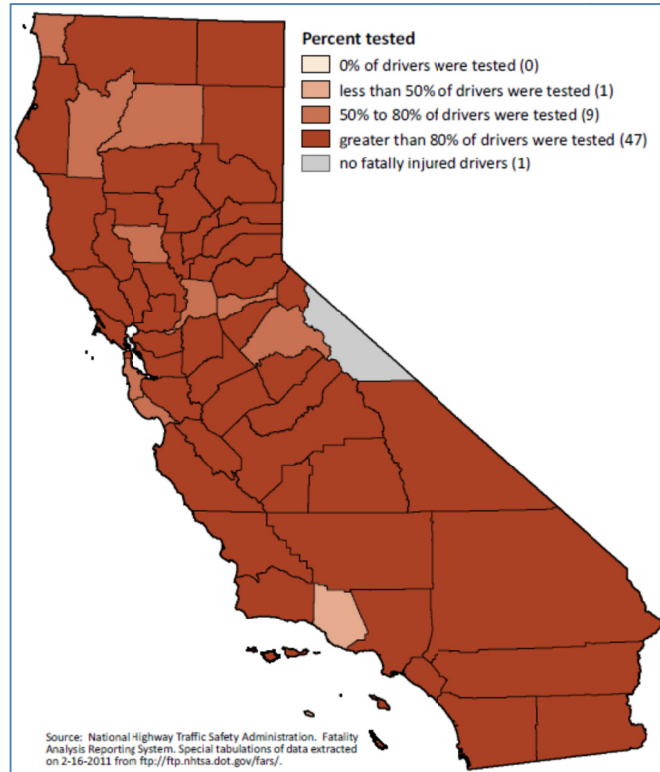 Percent tested
0% of drivers were tested (0)
less than 50% of drivers were tested (1)
50% to 80% of drivers were tested (9)
greater than 80% of drivers were tested (47)
no fatally injured drivers (1)
Source: National Highway Traffic Safety Administration. Fatality
Analysis Reporting System. Special tabulations of data extracted
on 2-16-2011 from ftp://ftp.nhtsa.dot.gov/fars/.